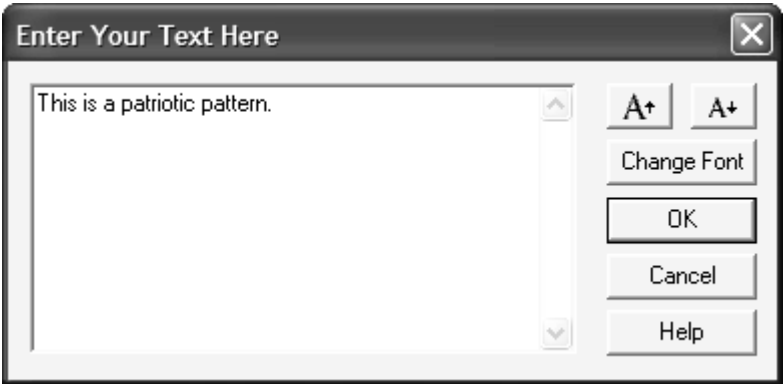 Enter Your Text Here
This is a patriotic pattern.
A A
Change Font
OK
Cancel
Help